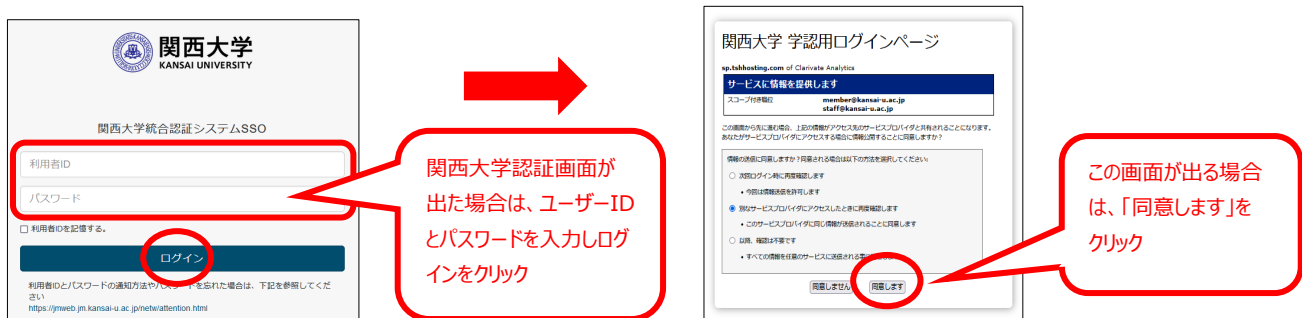 関西大学
KANSAI UNIVERSITY
関西大学統合認証システムSSO
利用者ID
パスワード
利用者IDを記憶する。
ログイン
利用者IDとパスワードの通知方法やパスワードを忘れた場合は、下記を参照してくだ
さい
https://jmweb.jm.kansai-u.ac.jp/netw/attention.html
関西大学認証画面が
出た場合は、ユーザーID
とパスワードを入力しログ
インをクリック
関西大学 学認用ログインページ
sp.tshhosting.com of Clarivate Analytics
サービスに情報を提供します
スコープ付き職位 member@kansai-u.ac.jp
staff@kansai-u.ac.jp
この画面から先に進む場合、上記の情報がアクセス先のサービスプロバイダと共有されることになります。
あなたがサービスプロバイダにアクセスする場合に情報公開することに同意しますか?
情報の送信に同意しますか?同意される場合は以下の方法を選択してください:
次回ログイン時に再度確認します
• 今回は情報送信を許可します
別なサービスプロバイダにアクセスしたときに再度確認します
• このサービスプロバイダに同じ情報が送信されることに同意します
以降、確認は不要です
• すべての情報を任意のサービスに送信される事に
同意しません 同意します
この画面が出る場合
は、「同意します」を
クリック